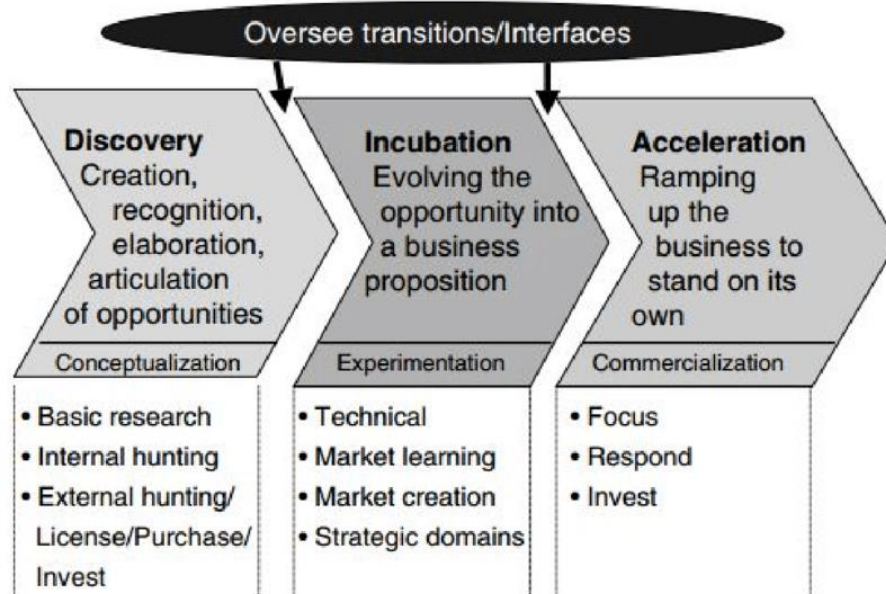 Oversee transitions/Interfaces
Discovery
Creation,
recognition,
elaboration,
articulation
of opportunities
Conceptualization
• Basic research
• Internal hunting
• External hunting/
License/Purchase/
Invest
Incubation
Evolving the
opportunity into
a business
proposition
Experimentation
• Technical
• Market learning
• Market creation
• Strategic domains
Acceleration
Ramping
up the
business to
stand on its
own
Commercialization
• Focus
• Respond
• Invest